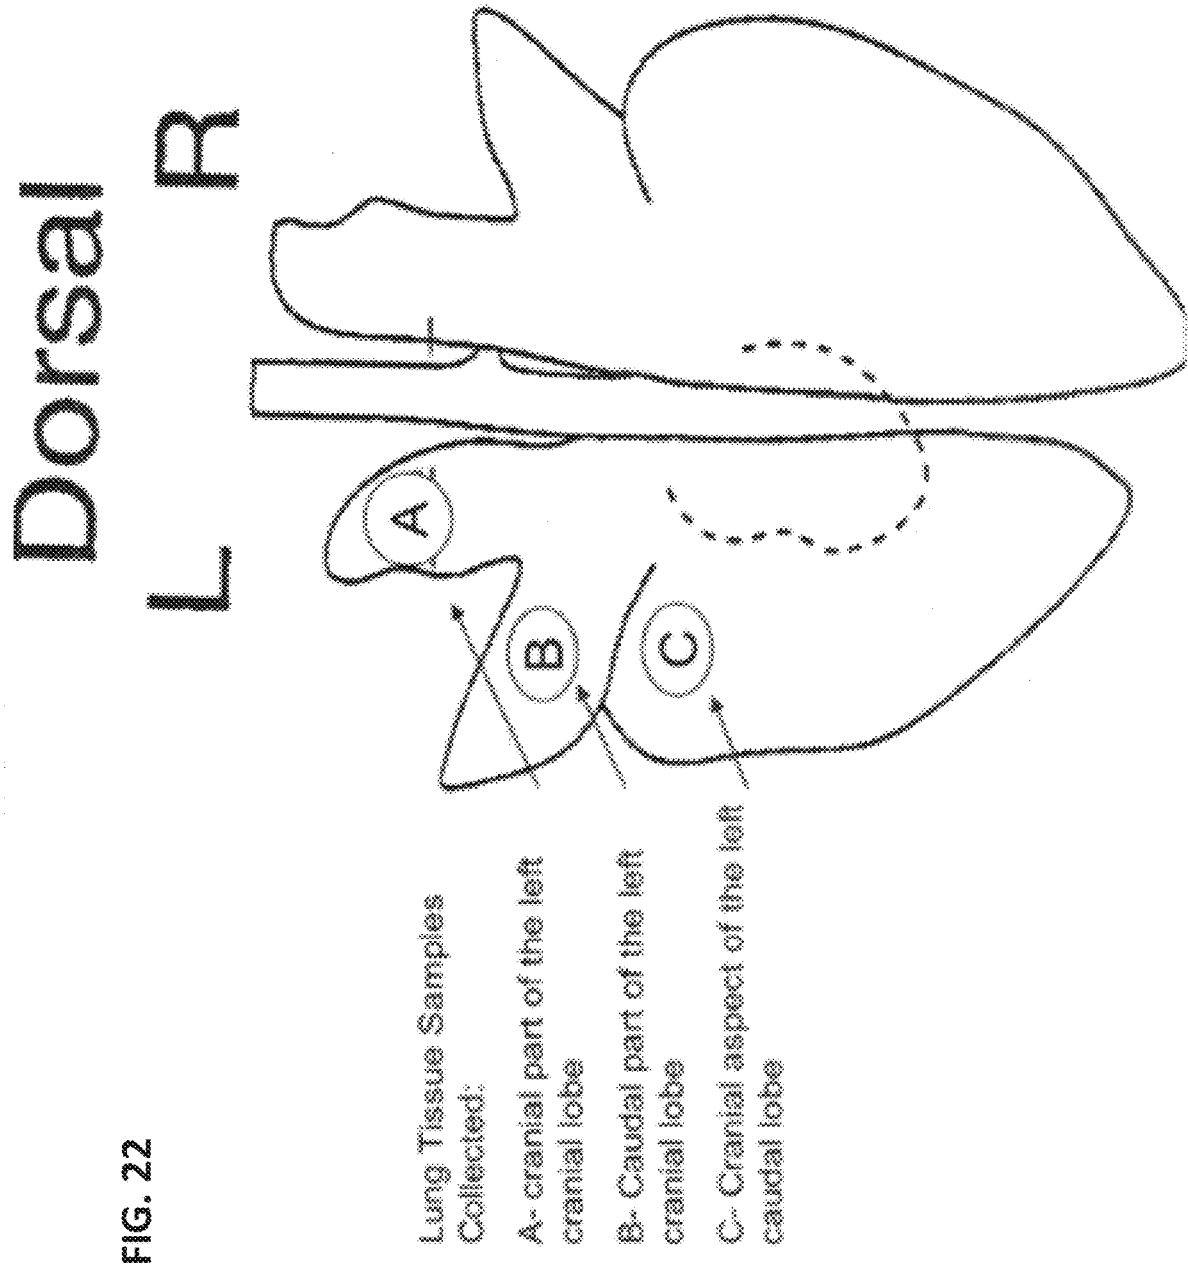 FIG. 22
Dorsal
L R
A
B
C
Lung Tissue Samples
Collected:
A- cranial part of the left
cranial lobe
B- Caudal part of the left
cranial lobe
C- Cranial aspect of the left
caudal lobe